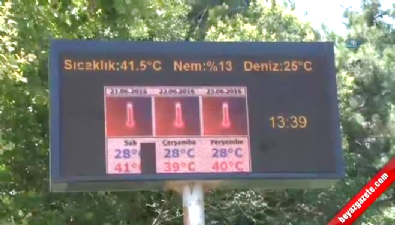 Sıcaklık:41.5°C Nem:%13 Deniz:25°C
21.06.2016 22.06.2016 23.06.2016
13:39
Salı Çarşamba Perşembe
28° 28°C 28°C
41° 39°C 40°C
www.beyazgazete.com